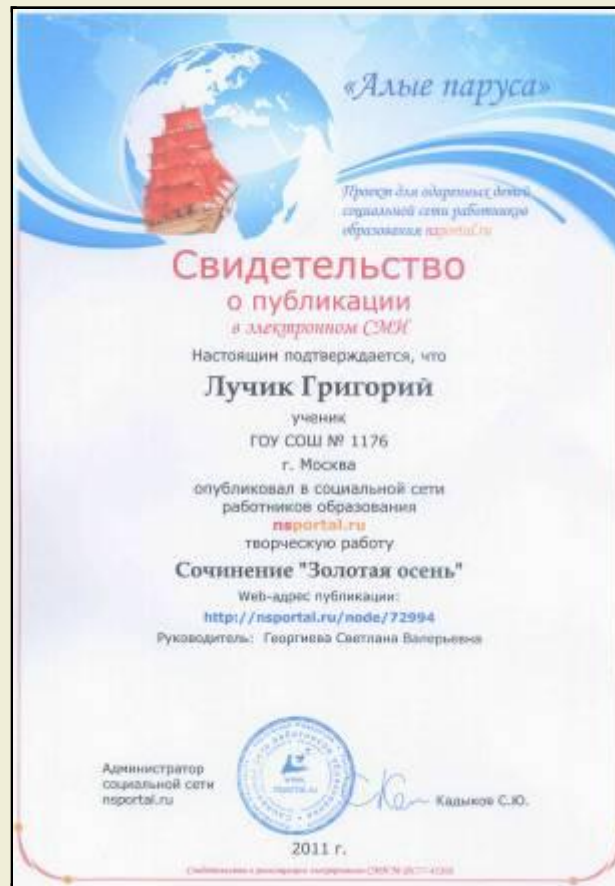 «Алые паруса»
Проект для одаренных детей
социальной сети работников
образования nsportal.ru
Свидетельство
о публикации
в электронном СМИ
Настоящим подтверждается, что
Лучик Григорий
ученик
ГОУ СОШ № 1176
г. Москва
опубликовал в социальной сети
работников образования
nsportal.ru
творческую работу
Сочинение "Золотая осень"
Web-адрес публикации:
http://nsportal.ru/node/72994
Руководитель: Георгиева Светлана Валерьевна
Администратор
социальной сети
nsportal.ru
www.
nsportal.ru
Кадыков С.Ю.
2011 г.